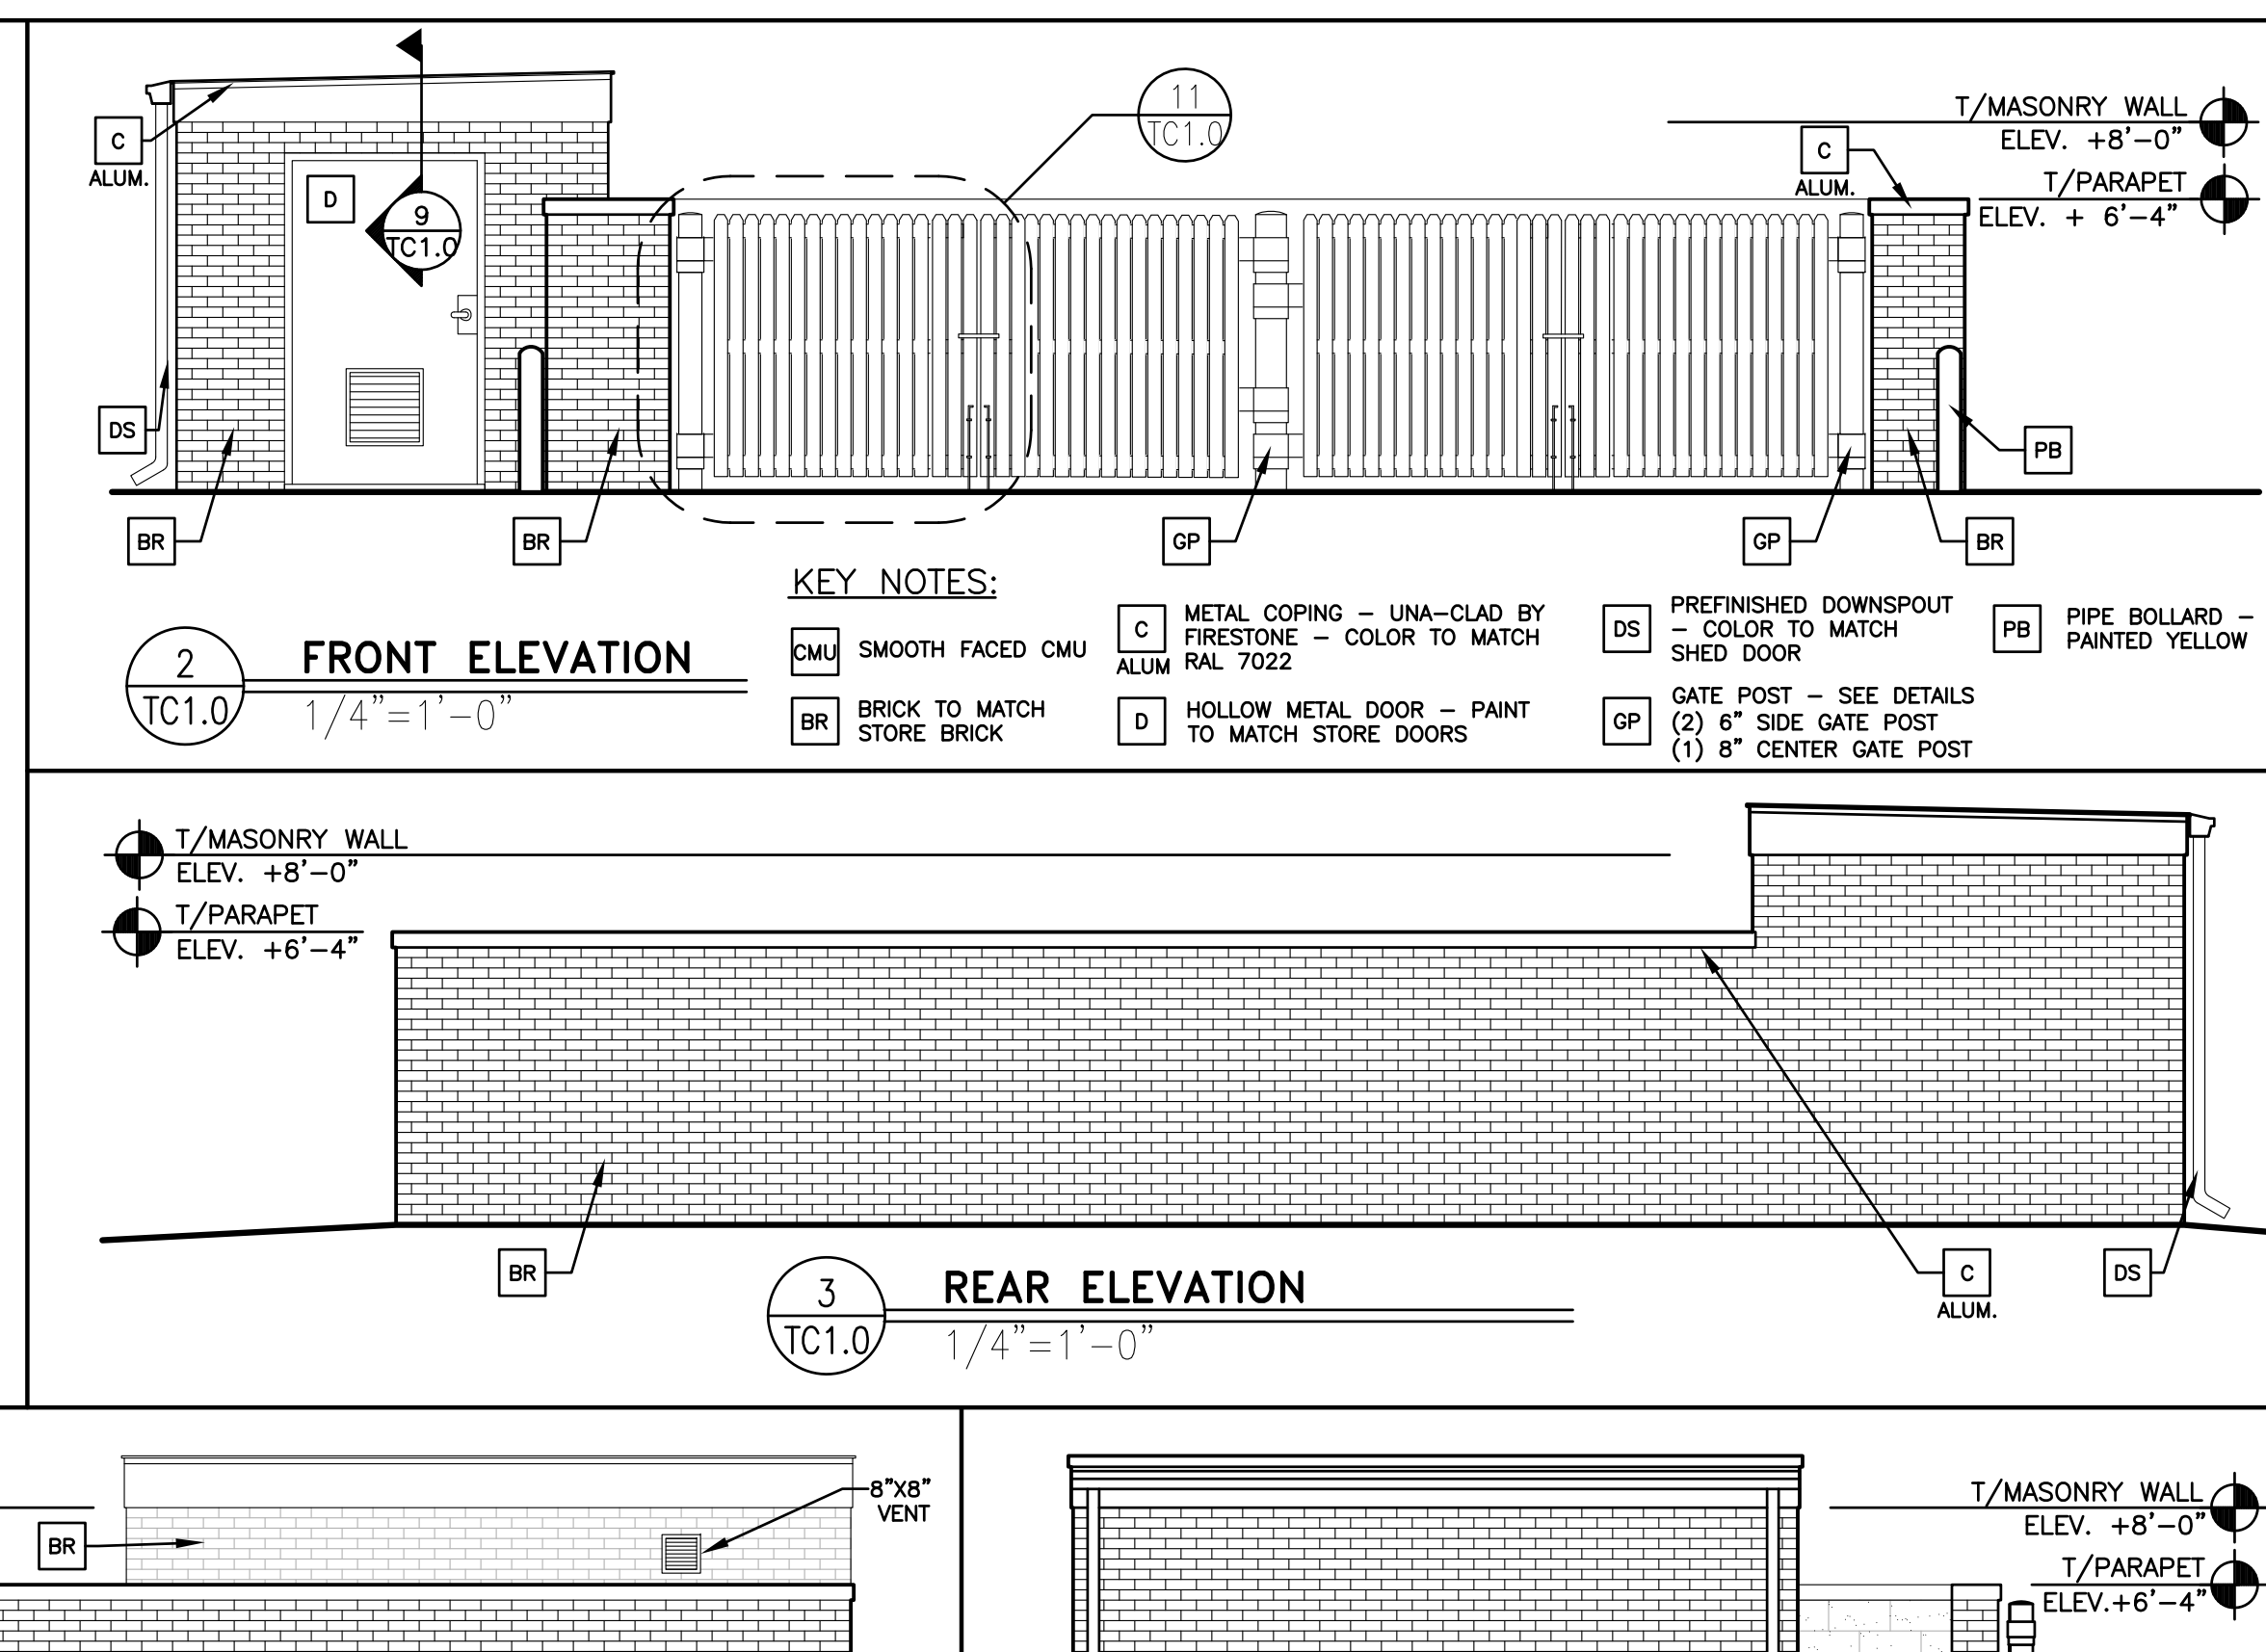 11
TC1.0
T/MASONRY WALL
ELEV. +8'-0"
C
ALUM.
C
ALUM.
D
9
TC1.0
T/PARAPET
ELEV. + 6'-4"
DS
PB
BR
BR
GP
GP
BR
KEY NOTES:
CMU
SMOOTH FACED CMU
C
ALUM
METAL COPING - UNA-CLAD BY
FIRESTONE - COLOR TO MATCH
RAL 7022
DS
PREFINISHED DOWNSPOUT
- COLOR TO MATCH
SHED DOOR
PB
PIPE BOLLARD -
PAINTED YELLOW
BR
BRICK TO MATCH
STORE BRICK
D
HOLLOW METAL DOOR - PAINT
TO MATCH STORE DOORS
GP
GATE POST - SEE DETAILS
(2) 6" SIDE GATE POST
(1) 8" CENTER GATE POST
2
TC1.0
FRONT ELEVATION
1/4"=1'-0"
T/MASONRY WALL
ELEV. +8'-0"
T/PARAPET
ELEV. +6'-4"
BR
C
ALUM.
DS
3
TC1.0
REAR ELEVATION
1/4"=1'-0"
BR
8"X8"
VENT
T/MASONRY WALL
ELEV. +8'-0"
T/PARAPET
ELEV.+6'-4"